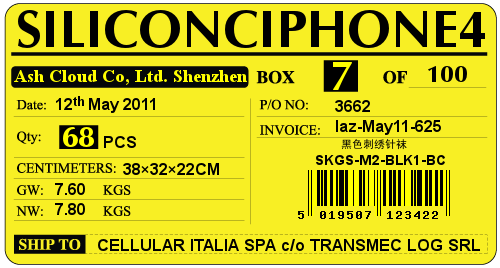 SILICONCIPHONE4
Ash Cloud Co, Ltd. Shenzhen BOX 7 OF 100
Date: 12th May 2011
P/O NO: 3662
Qty: 68 PCS
INVOICE: laz-May11-625
黑色刺绣针袜
SKGS-M2-BLK1-BC
CENTIMETERS: 38×32×22CM
GW: 7.60 KGS
NW: 7.80 KGS
5 019507 123422
SHIP TO CELLULAR ITALIA SPA c/o TRANSMEC LOG SRL